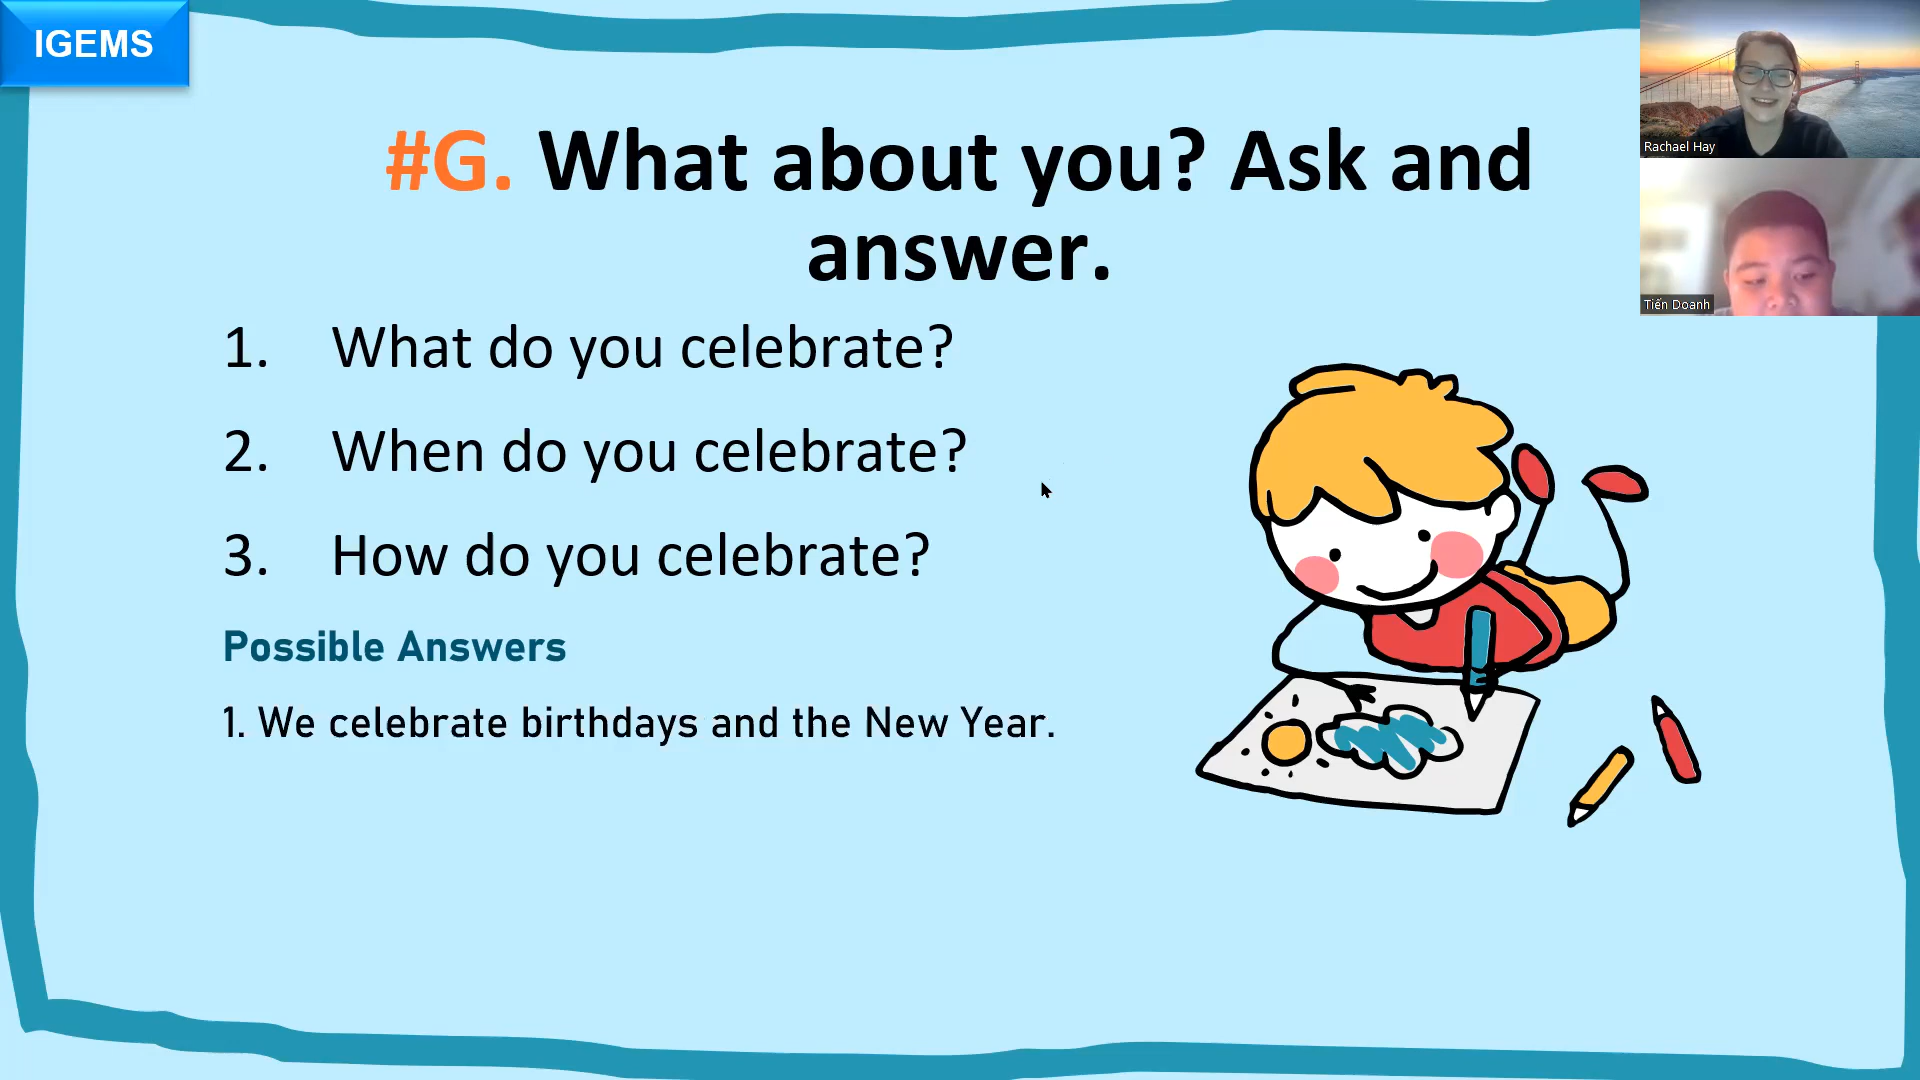 IGEMS
#G. What about you? Ask and
answer.
1. What do you celebrate?
2. When do you celebrate?
3. How do you celebrate?
Possible Answers
1. We celebrate birthdays and the New Year.
Rachael Hay
Tiến Doanh